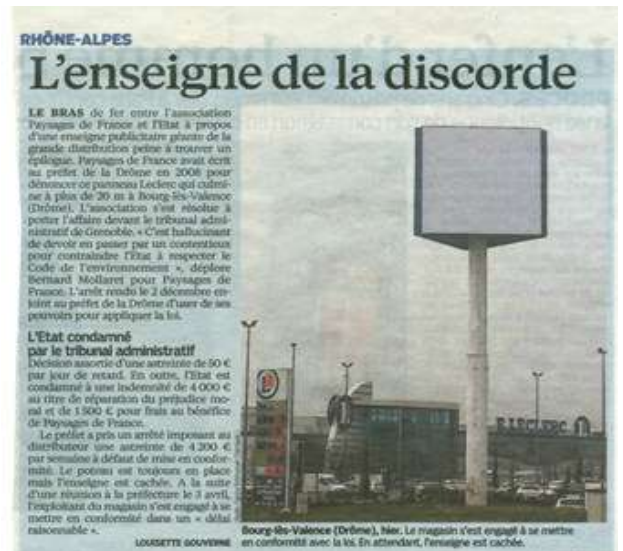 RHÔNE-ALPES
L'enseigne de la discorde
LE BRAS de fer entre l'association
Paysages de France et l'Etat à propos
d'une enseigne publicitaire géante de la
grande distribution peine à trouver un
épilogue. Paysages de France avait écrit
au préfet de la Drôme en 2008 pour
dénoncer ce panneau Leclerc qui culmi-
ne à plus de 20 m à Bourg-lès-Valence
(Drôme). L'association s'est résolue à
porter l'affaire devant le tribunal admi-
nistratif de Grenoble. « C'est hallucinant
de devoir en passer par un contentieux
pour contraindre l'Etat à respecter le
Code de l'environnement », déplore
Bernard Mollaret pour Paysages de
France. L'arrêt rendu le 2 décembre en-
joint au préfet de la Drôme d'user de ses
pouvoirs pour appliquer la loi.
L'Etat condamné
par le tribunal administratif
Décision assortie d'une astreinte de 50 €
par jour de retard. En outre, l'Etat est
condamné à une indemnité de 4 000 €
au titre de réparation du préjudice mo-
ral et de 1 500 € pour frais au bénéfice
de Paysages de France.
Le préfet a pris un arrêté imposant au
distributeur une astreinte de 4 200 €
par semaine à défaut de mise en confor-
mité. Le poteau est toujours en place
mais l'enseigne est cachée. A la suite
d'une réunion à la préfecture le 3 avril,
l'exploitant du magasin s'est engagé à se
mettre en conformité dans un « délai
raisonnable ».
LOUISETTE GOUVERNE
E.LECLERC
Bourg-lès-Valence (Drôme), hier. Le magasin s'est engagé à se mettre
en conformité avec la loi. En attendant, l'enseigne est cachée.